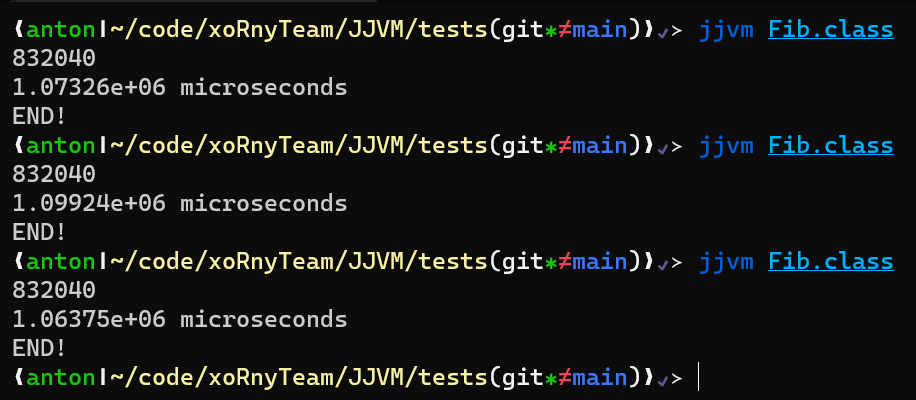 ❨anton|~/code/xoRnyTeam/JJVM/tests(git*≠main)❩✓> jjvm Fib.class
832040
1.07326e+06 microseconds
END!
❨anton|~/code/xoRnyTeam/JJVM/tests(git*≠main)❩✓> jjvm Fib.class
832040
1.09924e+06 microseconds
END!
❨anton|~/code/xoRnyTeam/JJVM/tests(git*≠main)❩✓> jjvm Fib.class
832040
1.06375e+06 microseconds
END!
❨anton|~/code/xoRnyTeam/JJVM/tests(git*≠main)❩✓>